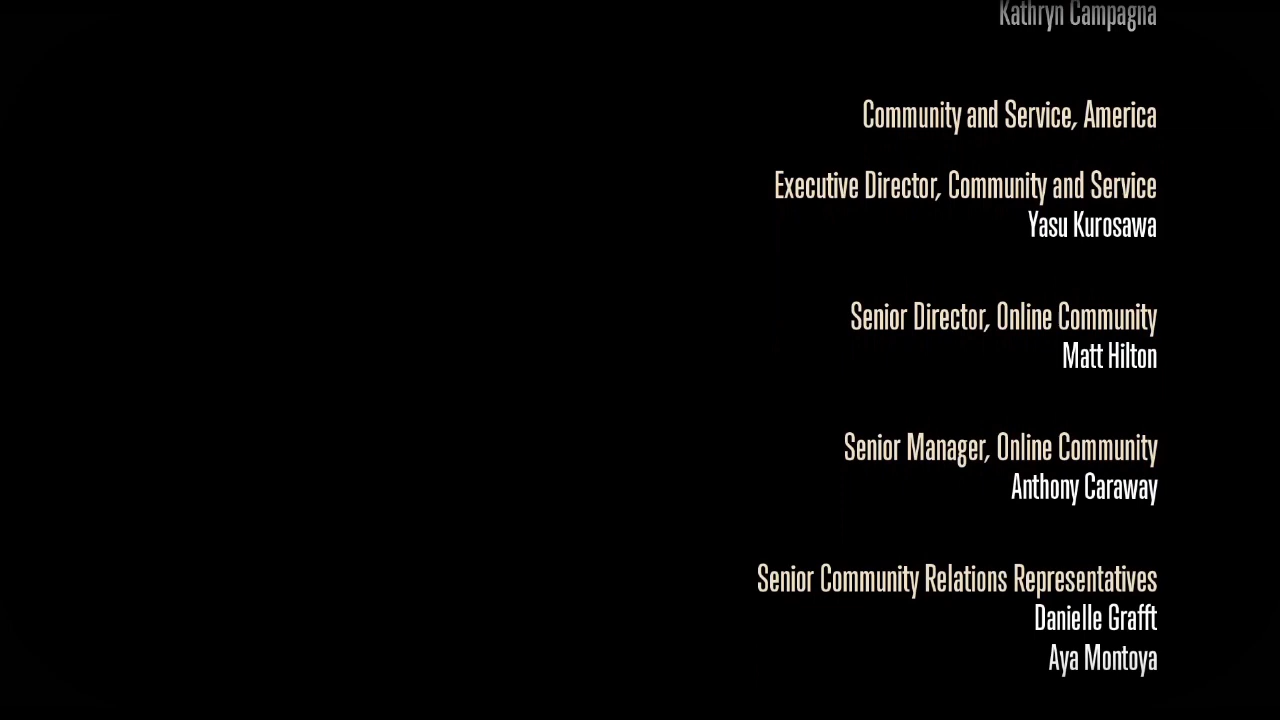 Kathryn Campagna
Community and Service, America
Executive Director, Community and Service
Yasu Kurosawa
Senior Director, Online Community
Matt Hilton
Senior Manager, Online Community
Anthony Caraway
Senior Community Relations Representatives
Danielle Grafft
Aya Montoya